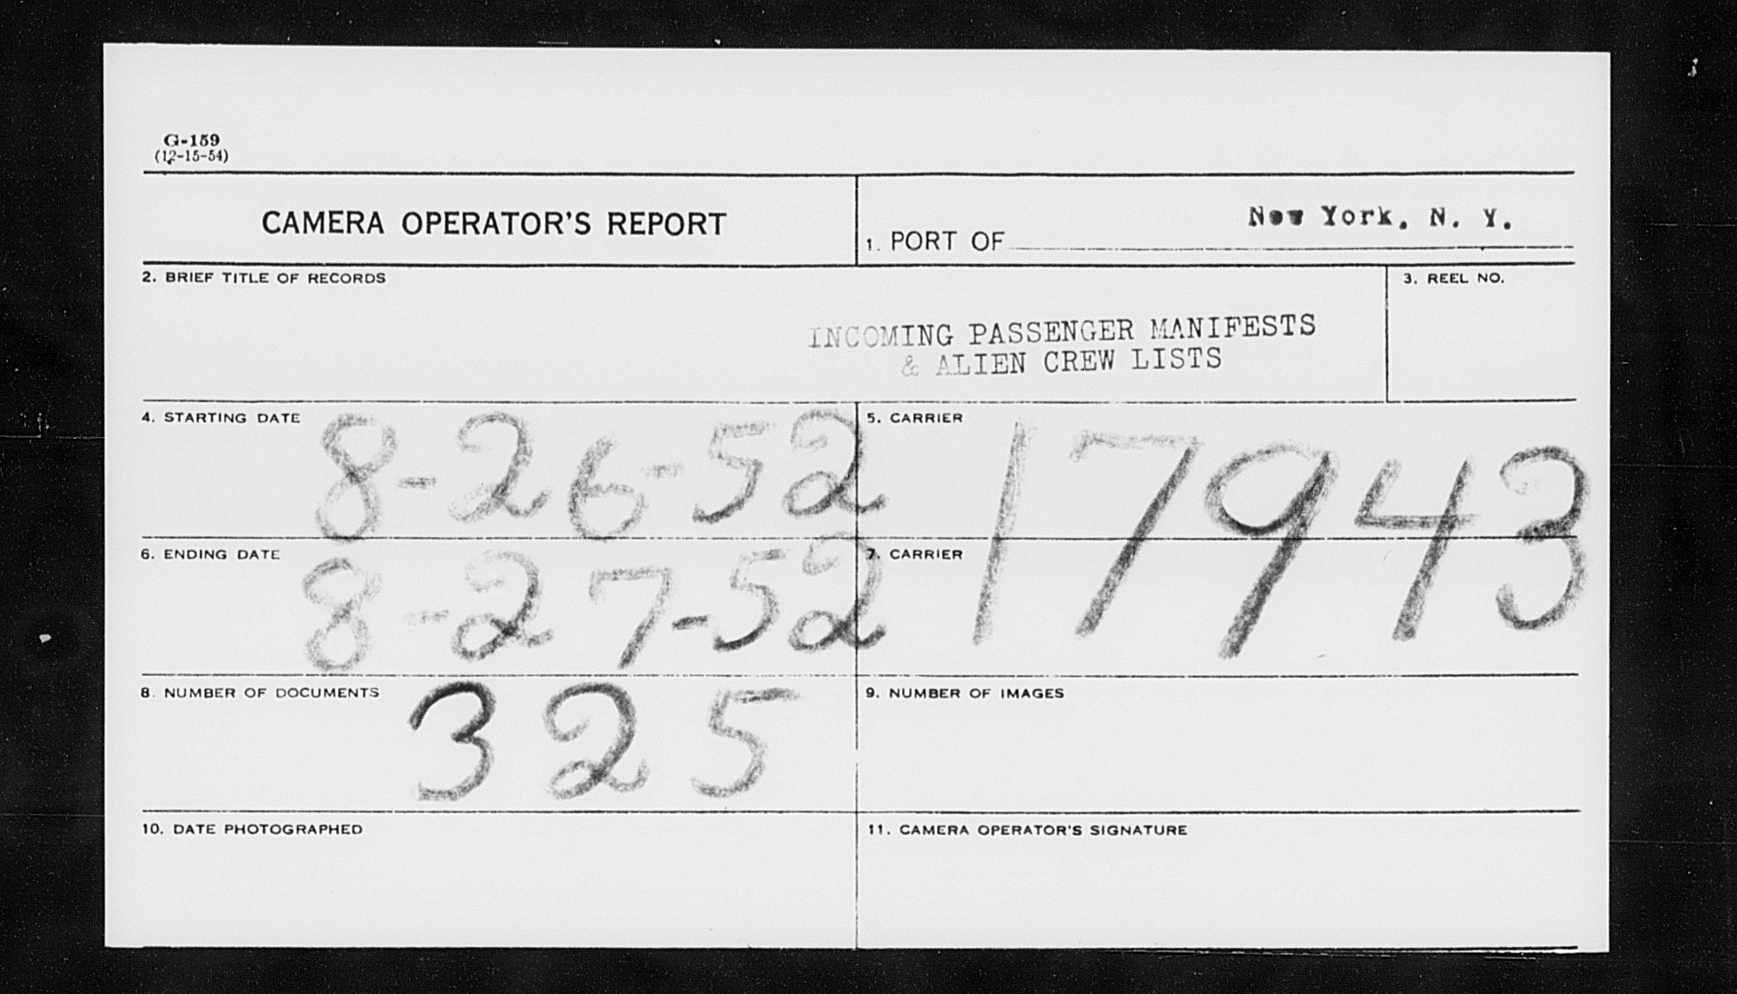 G-159
(12-15-54)
CAMERA OPERATOR'S REPORT
1. PORT OF New York, N. Y.
2. BRIEF TITLE OF RECORDS
INCOMING PASSENGER MANIFESTS
& ALIEN CREW LISTS
3. REEL NO.
4. STARTING DATE 8-26-52
5. CARRIER
17943
6. ENDING DATE 8-27-52
7. CARRIER
8. NUMBER OF DOCUMENTS 325
9. NUMBER OF IMAGES
10. DATE PHOTOGRAPHED
11. CAMERA OPERATOR'S SIGNATURE